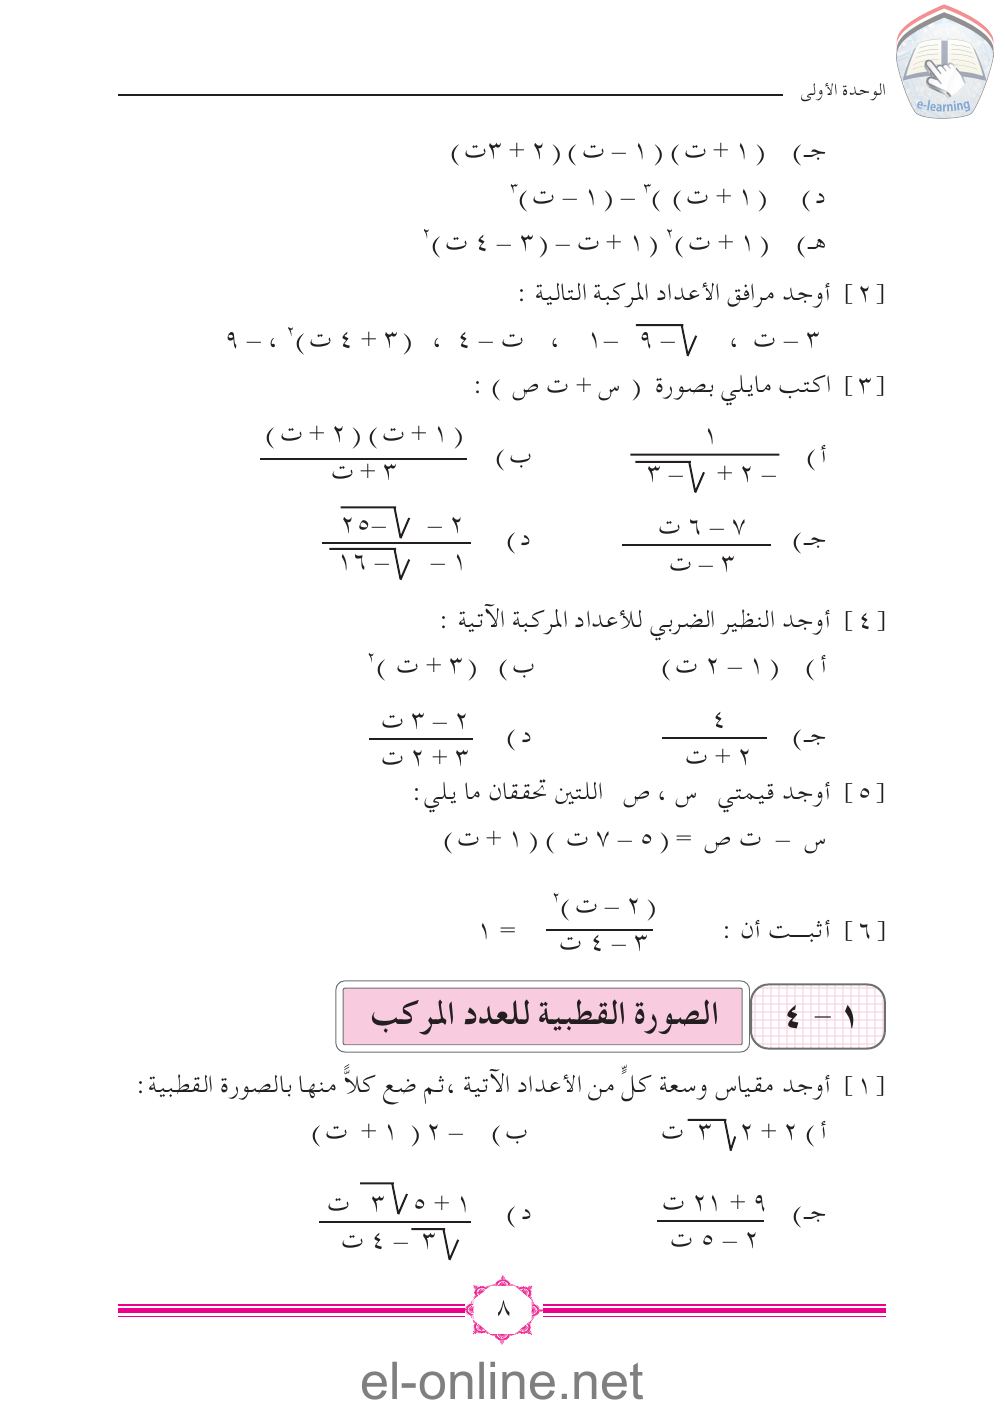 e-learning
الوحدة الأولى
جـ) ( ١ + ت ) ( ١ – ت ) ( ٢ + ٣ت )
د) ( ١ + ت ) )٣ – ( ١ – ت )٣
هـ) ( ١ + ت )٢ ( ١ + ت – ( ٣ – ٤ ت )٢
[ ٢ ] أوجد مرافق الأعداد المركبة التالية :
٣ – ت ، √– ٩ –١ ، ت – ٤ ، ( ٣ + ٤ ت )٢ ، – ٩
[ ٣ ] اكتب مايلي بصورة ( س + ت ص ) :
أ) ١ / – ٢ + √– ٣ ب) ( ١ + ت ) ( ٢ + ت ) / ٣ + ت
جـ) ٧ – ٦ ت / ٣ – ت د) ٢ – √–٢٥ / ١ – √– ١٦
[ ٤ ] أوجد النظير الضربي للأعداد المركبة الآتية :
أ) ( ١ – ٢ ت ) ب) ( ٣ + ت )٢
جـ) ٤ / ٢ + ت د) ٢ – ٣ ت / ٣ + ٢ ت
[ ٥ ] أوجد قيمتي س ، ص اللتين تحققان ما يلي:
س – ت ص = ( ٥ – ٧ ت ) ( ١ + ت )
[ ٦ ] أثبــت أن : ( ٢ – ت )٢ / ٣ – ٤ ت = ١
١ – ٤ الصورة القطبية للعدد المركب
[ ١ ] أوجد مقياس وسعة كلٍّ من الأعداد الآتية ،ثم ضع كلاًّ منها بالصورة القطبية:
أ) ٢ + ٢ √٣ ت ب) – ٢ ( ١ + ت )
جـ) ٩ + ٢١ ت / ٢ – ٥ ت د) ١ + ٥ √٣ ت / √٣ – ٤ ت
٨
el-online.net